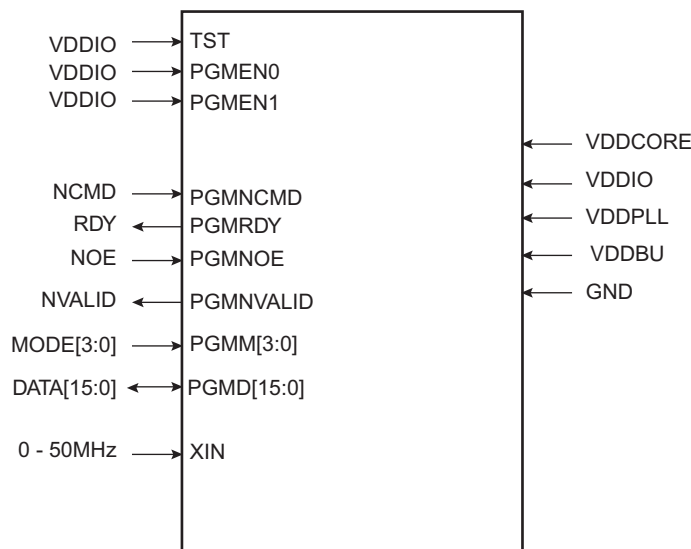 VDDIO TST
VDDIO PGMEN0
VDDIO PGMEN1
VDDCORE
VDDIO
NCMD PGMNCMD
RDY PGMRDY
VDDPLL
NOE PGMNOE
VDDBU
NVALID PGMNVALID
GND
MODE[3:0] PGMM[3:0]
DATA[15:0] PGMD[15:0]
0 - 50MHz XIN